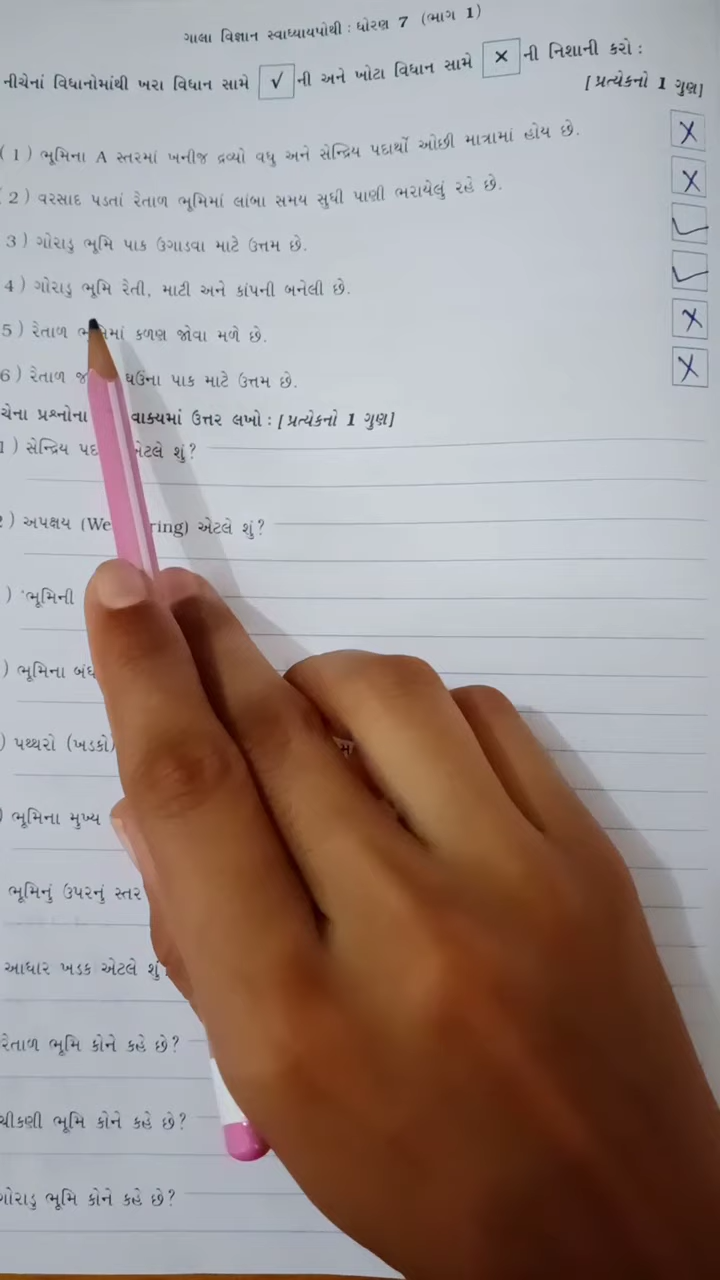 ગાલા વિજ્ઞાન સ્વાધ્યાયપોથી : ધોરણ 7 (ભાગ 1)
નીચેનાં વિધાનોમાંથી ખરા વિધાન સામે √ ની અને ખોટા વિધાન સામે × ની નિશાની કરો :
[ પ્રત્યેકનો 1 ગુણ]
( 1 ) ભૂમિના A સ્તરમાં ખનીજ દ્રવ્યો વધુ અને સેન્દ્રિય પદાર્થો ઓછી માત્રામાં હોય છે. ×
2 ) વરસાદ પડતાં રેતાળ ભૂમિમાં લાંબા સમય સુધી પાણી ભરાયેલું રહે છે. ×
3 ) ગોરાડુ ભૂમિ પાક ઉગાડવા માટે ઉત્તમ છે. ✓
4 ) ગોરાડુ ભૂમિ રેતી, માટી અને કાંપની બનેલી છે. ✓
5 ) રેતાળ કળણ જોવા મળે છે. ×
6 ) રેતાળ ઘઉંના પાક માટે ઉત્તમ છે. ×
ચેના પ્રશ્નોના વાક્યમાં ઉત્તર લખો : [ પ્રત્યેકનો 1 ગુણ]
1 ) સેન્દ્રિય પદ એટલે શું?
2 ) અપક્ષય (We ring) એટલે શું?
) 'ભૂમિની
) ભૂમિના બંધ
) પથ્થરો (ખડકો)
) ભૂમિના મુખ્ય
ભૂમિનું ઉપરનું સ્તર
આધાર ખડક એટલે શું
રેતાળ ભૂમિ કોને કહે છે?
ચીકણી ભૂમિ કોને કહે છે?
ગોરાડુ ભૂમિ કોને કહે છે?